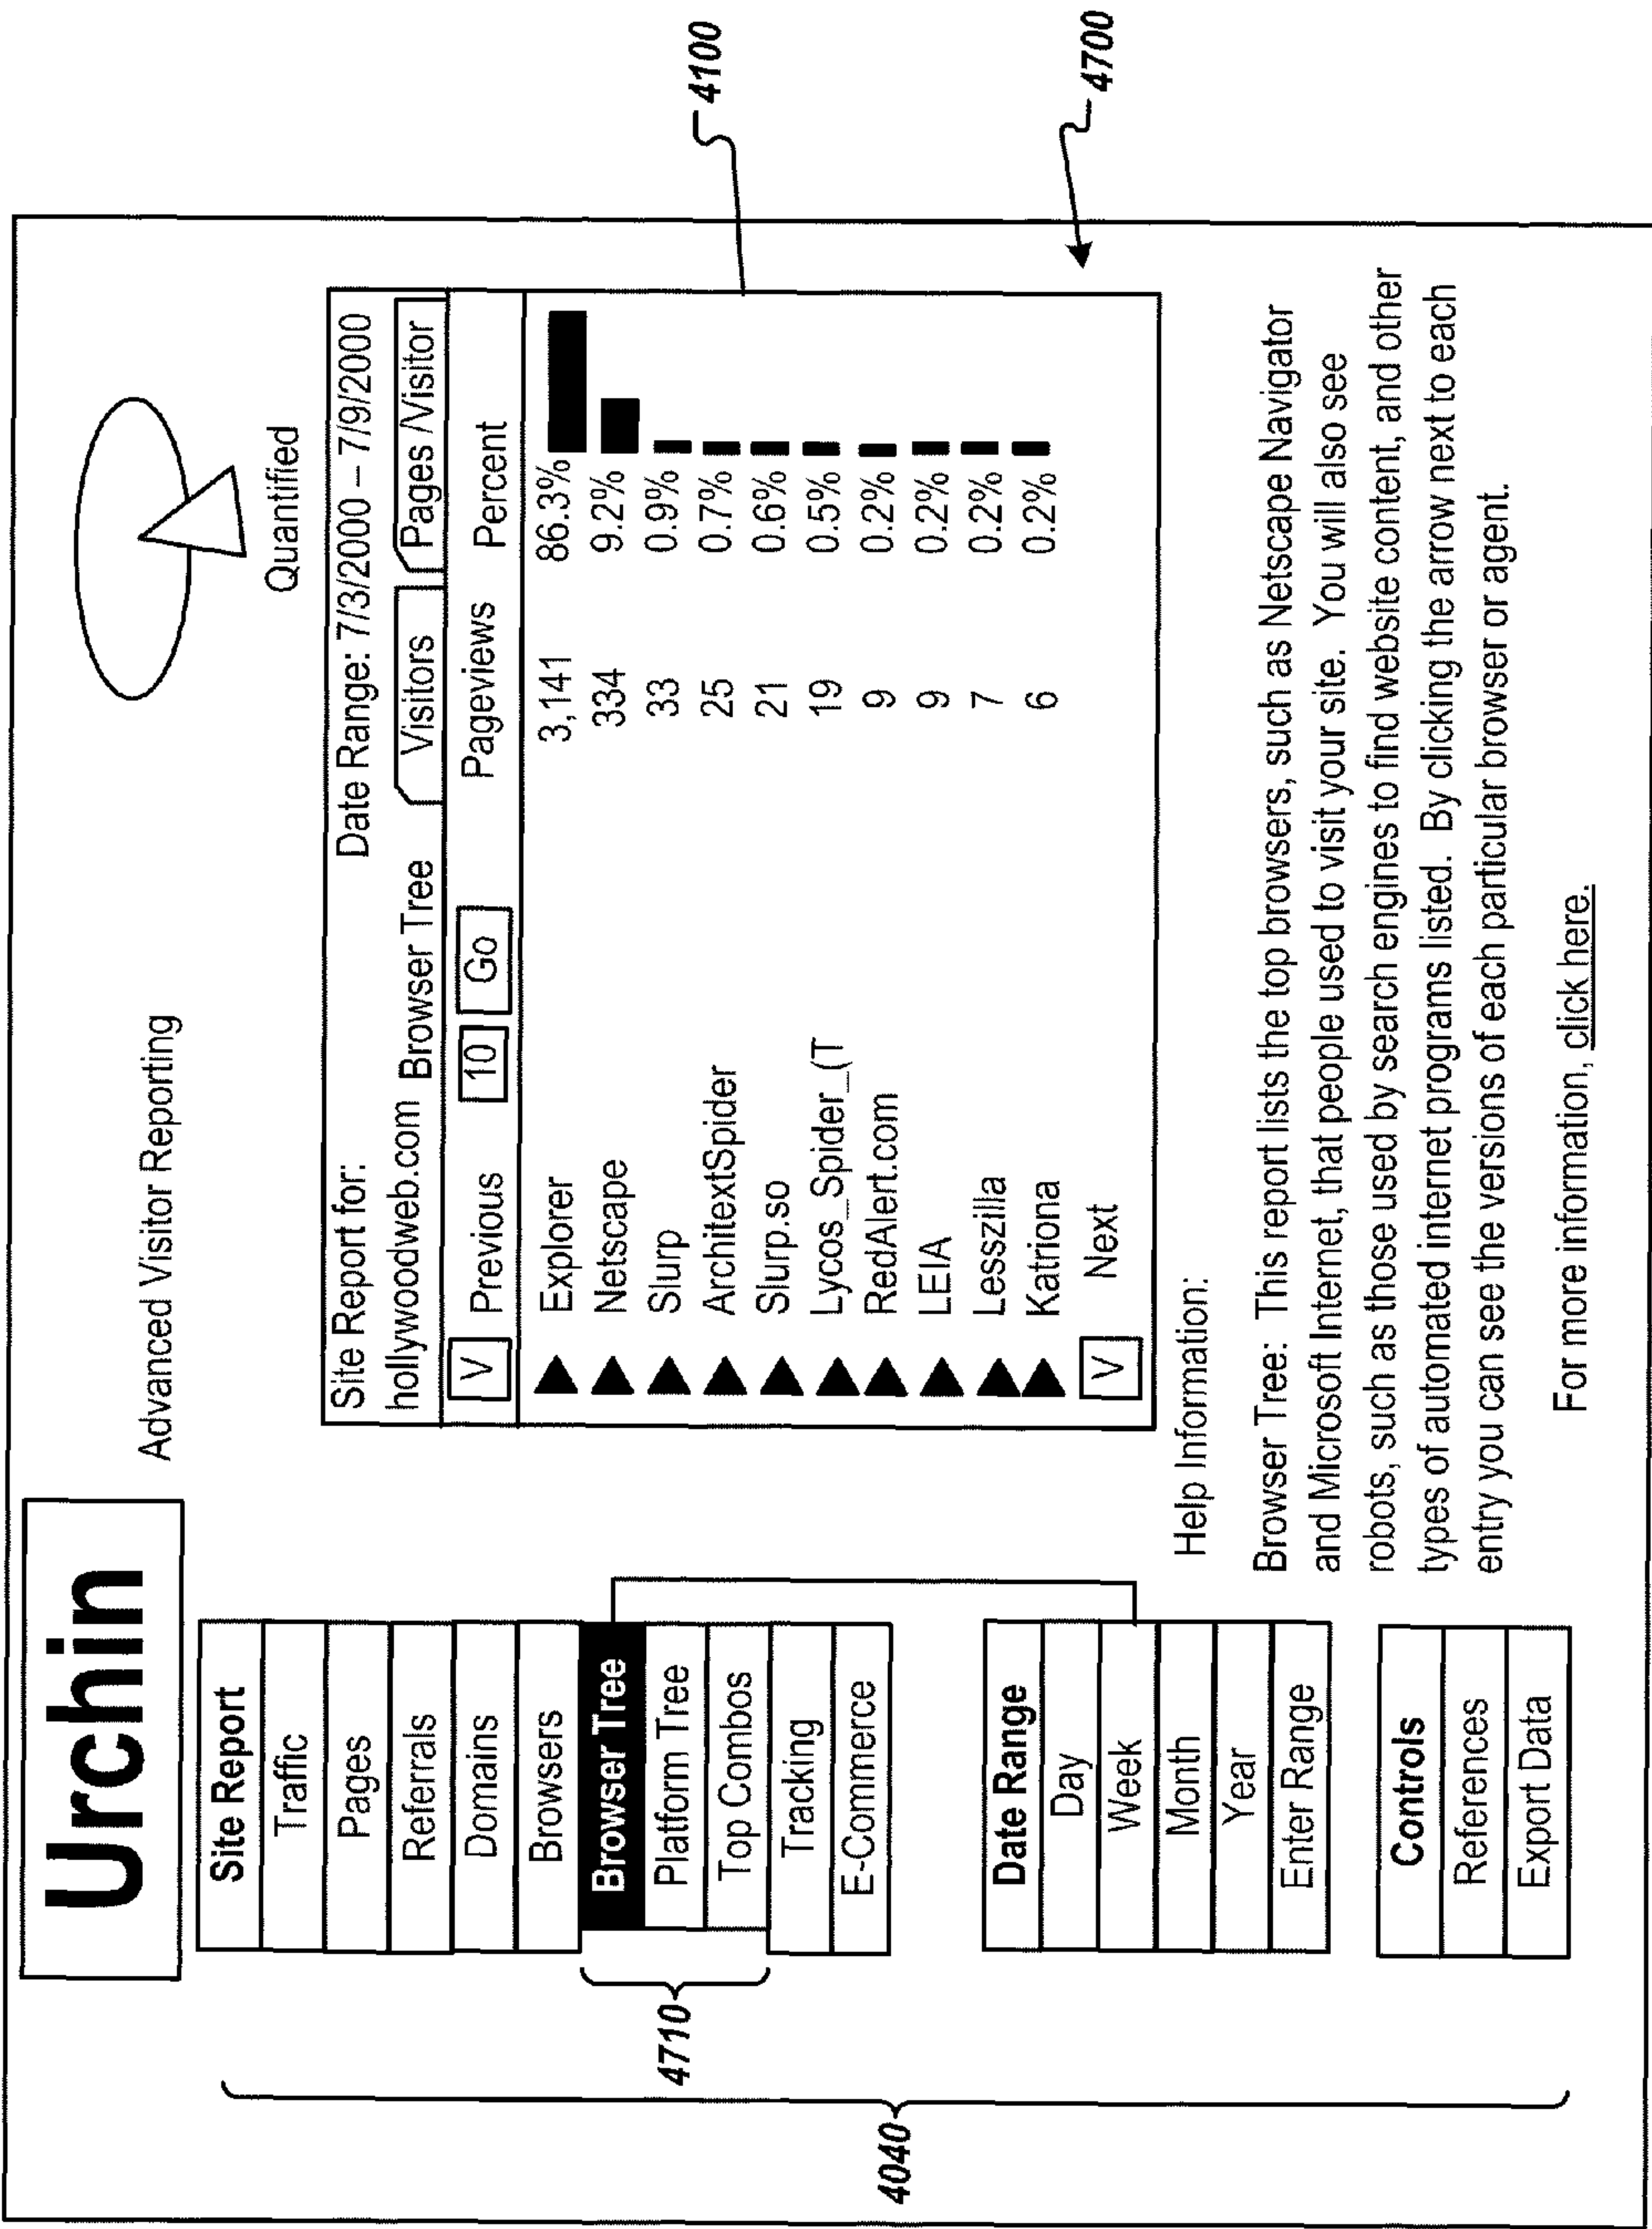 Urchin
Advanced Visitor Reporting
Quantified
Site Report
Traffic
Pages
Referrals
Domains
Browsers
Browser Tree
Platform Tree
Top Combos
Tracking
E-Commerce
Date Range
Day
Week
Month
Year
Enter Range
Controls
References
Export Data
4710
4040
Site Report for: Date Range: 7/3/2000 – 7/9/2000
hollywoodweb.com Browser Tree Visitors Pages /Visitor
V Previous 10 Go Pageviews Percent
Explorer 3,141 86.3%
Netscape 334 9.2%
Slurp 33 0.9%
ArchitextSpider 25 0.7%
Slurp.so 21 0.6%
Lycos_Spider_(T 19 0.5%
RedAlert.com 9 0.2%
LEIA 9 0.2%
Lesszilla 7 0.2%
Katriona 6 0.2%
V Next
4100
4700
Help Information:
Browser Tree: This report lists the top browsers, such as Netscape Navigator
and Microsoft Internet, that people used to visit your site. You will also see
robots, such as those used by search engines to find website content, and other
types of automated internet programs listed. By clicking the arrow next to each
entry you can see the versions of each particular browser or agent.
For more information, click here.